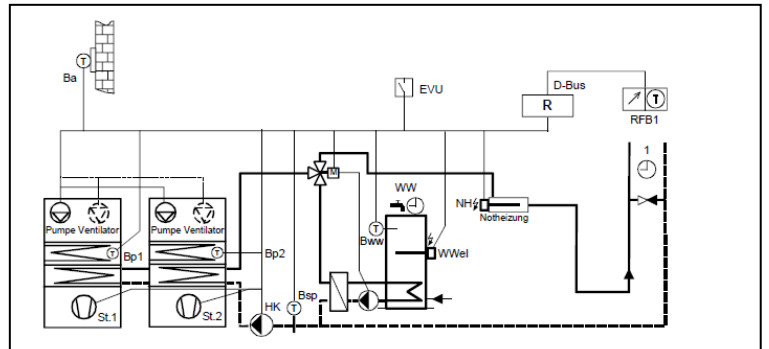 Ba
T
EVU
D-Bus
R
T
RFB1
1
M
WW
NH
Notheizung
Pumpe Ventilator
Pumpe Ventilator
T
Bp1
T
Bp2
T
Bww
WWel
Bsp
T
HK
St.1
St.2